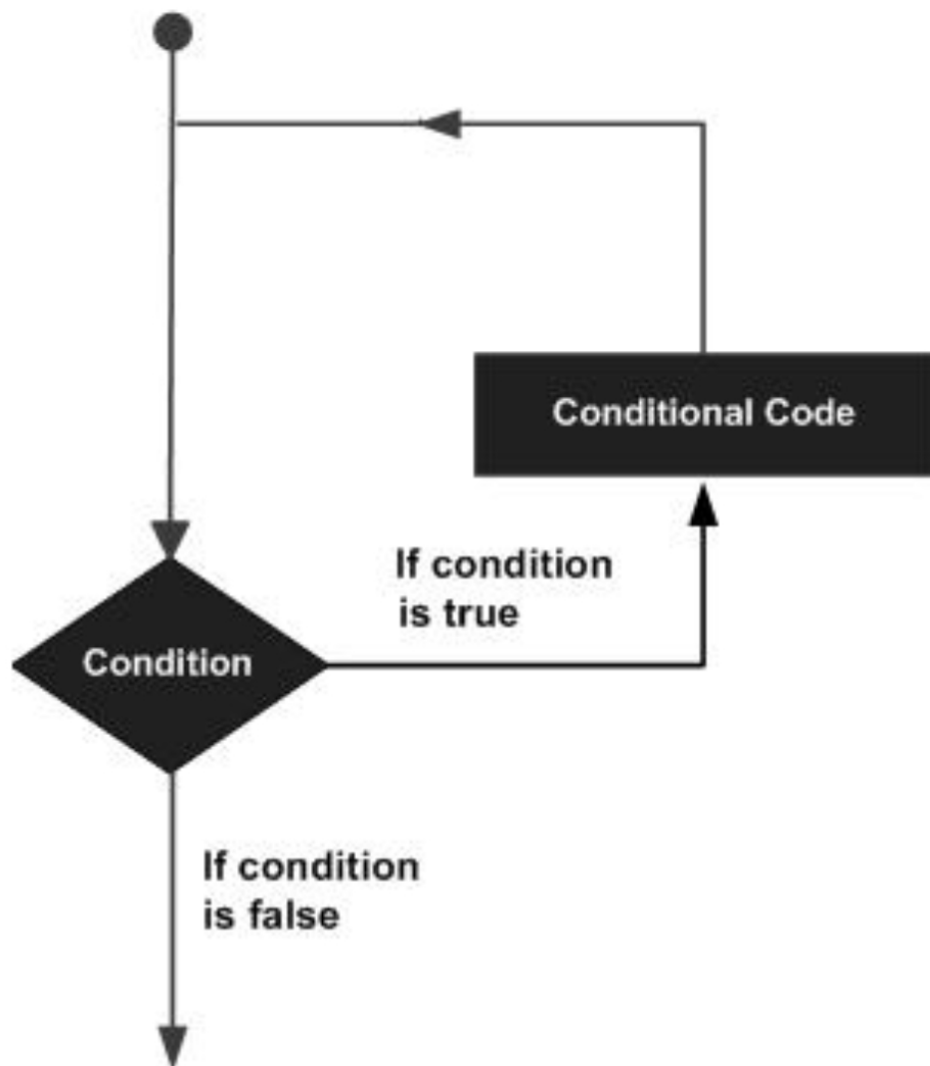 Conditional Code
If condition
is true
Condition
If condition
is false